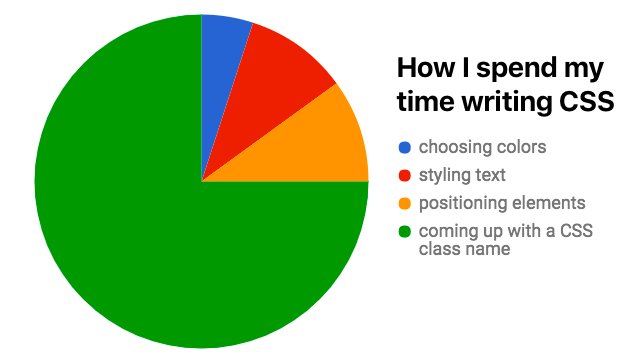 How I spend my
time writing CSS
choosing colors
styling text
positioning elements
coming up with a CSS
class name